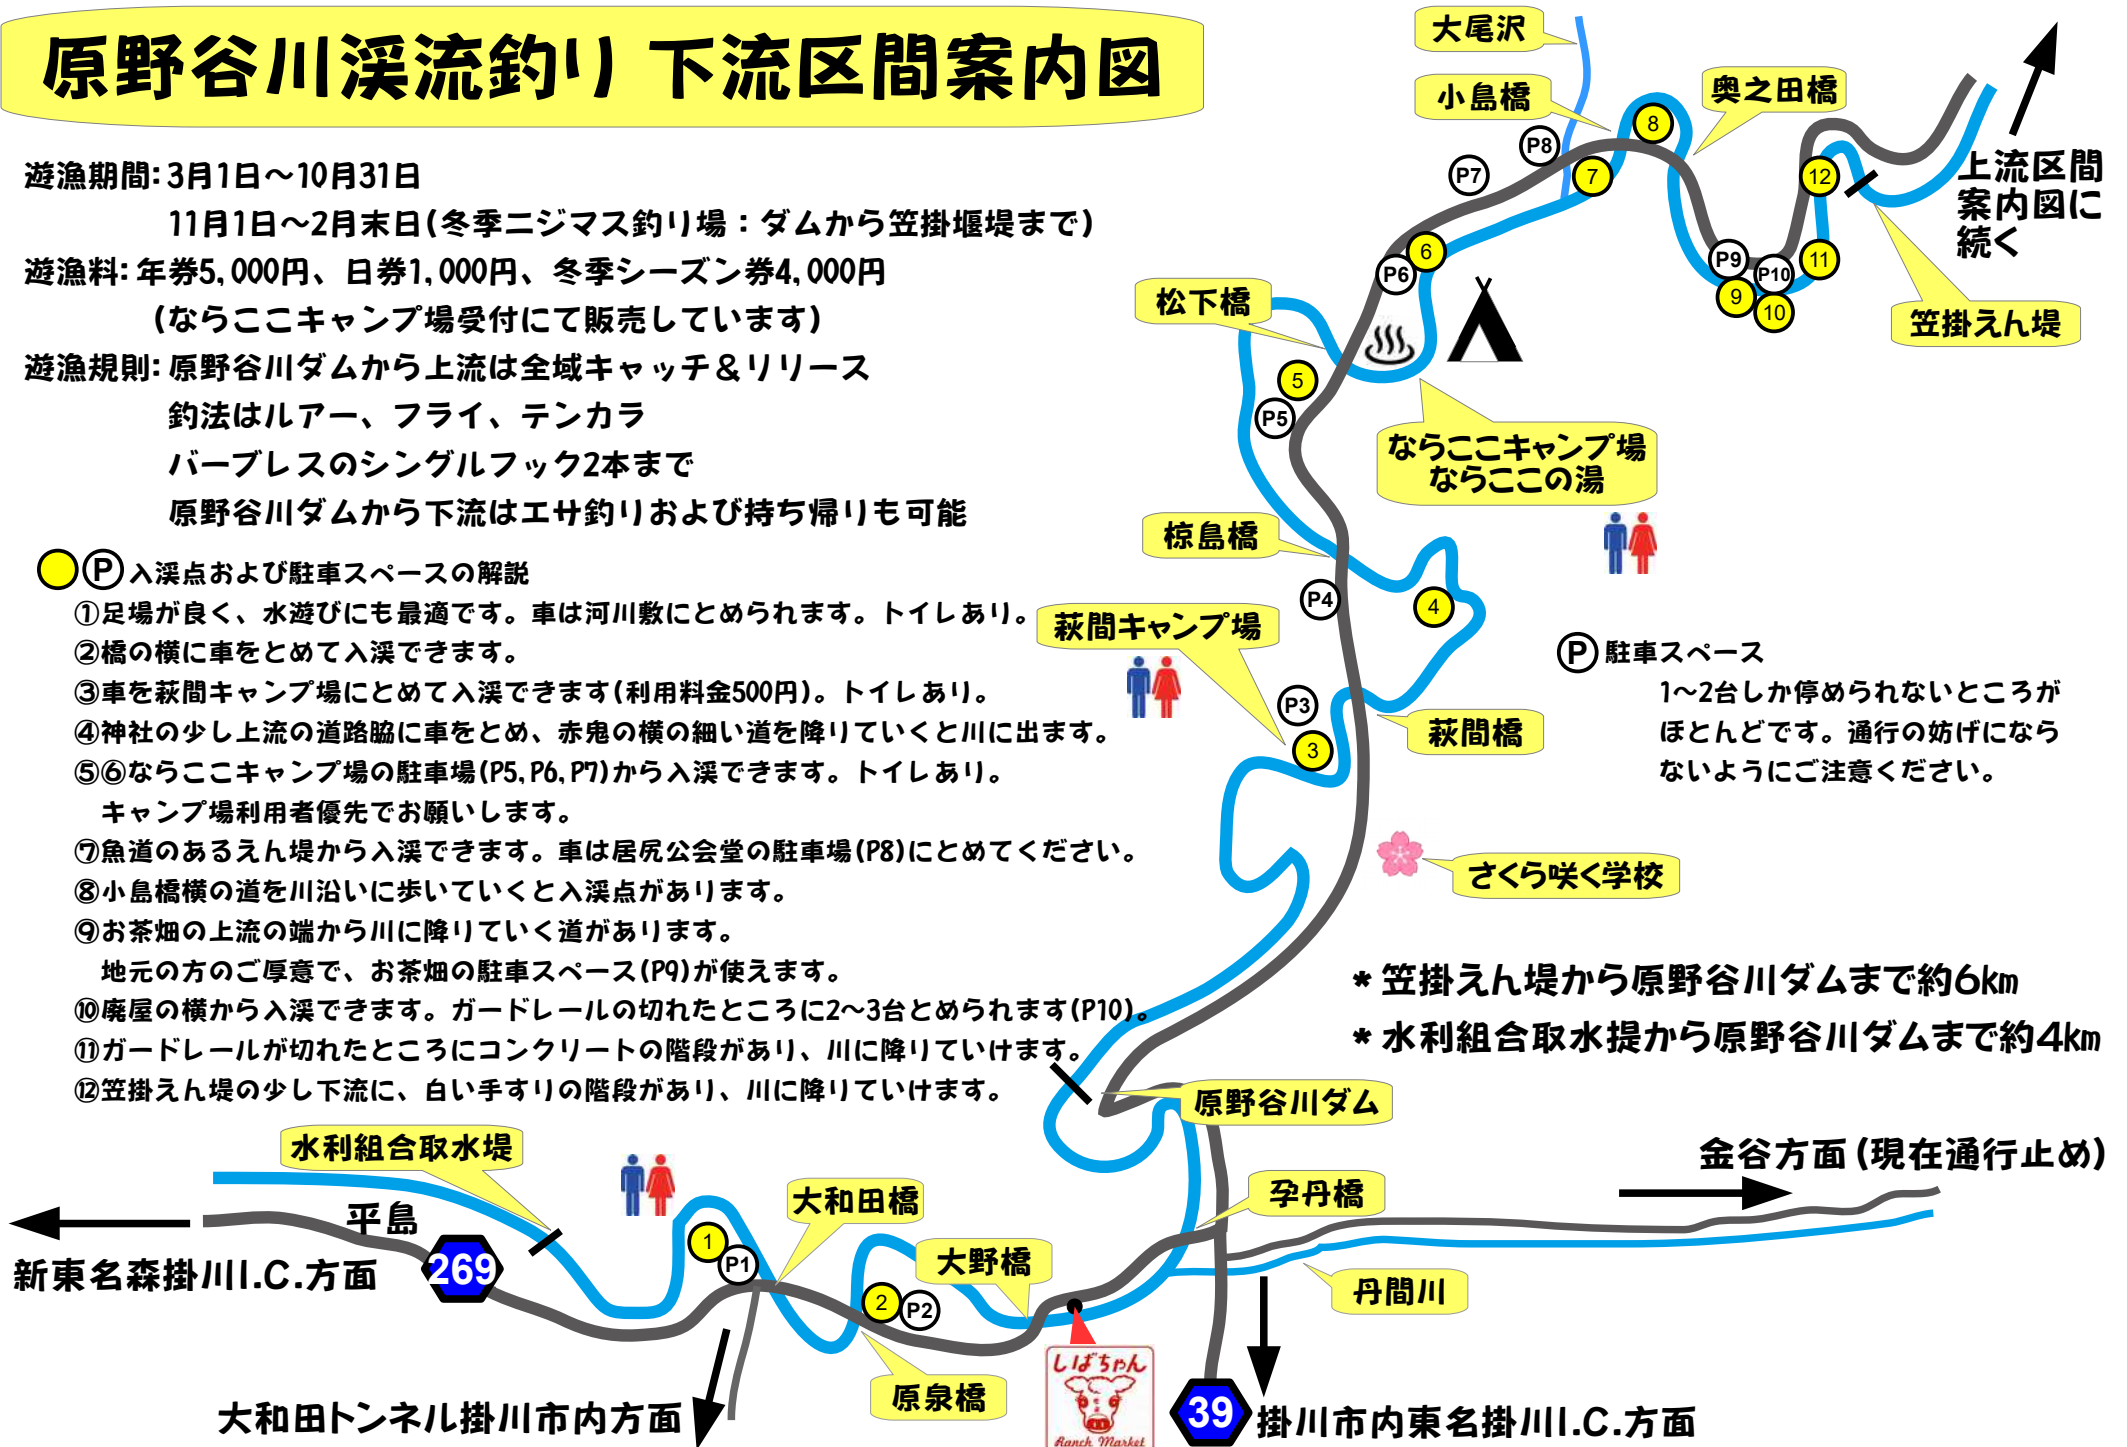 原野谷川渓流釣り 下流区間案内図
遊漁期間:3月1日～10月31日
11月1日～2月末日(冬季ニジマス釣り場：ダムから笠掛堰堤まで)
遊漁料:年券5,000円、日券1,000円、冬季シーズン券4,000円
(ならここキャンプ場受付にて販売しています)
遊漁規則:原野谷川ダムから上流は全域キャッチ＆リリース
釣法はルアー、フライ、テンカラ
バーブレスのシングルフック2本まで
原野谷川ダムから下流はエサ釣りおよび持ち帰りも可能
P 入渓点および駐車スペースの解説
①足場が良く、水遊びにも最適です。車は河川敷にとめられます。トイレあり。
②橋の横に車をとめて入渓できます。
③車を萩間キャンプ場にとめて入渓できます(利用料金500円)。トイレあり。
④神社の少し上流の道路脇に車をとめ、赤鬼の横の細い道を降りていくと川に出ます。
⑤⑥ならここキャンプ場の駐車場(P5,P6,P7)から入渓できます。トイレあり。
キャンプ場利用者優先でお願いします。
⑦魚道のあるえん堤から入渓できます。車は居尻公会堂の駐車場(P8)にとめてください。
⑧小島橋横の道を川沿いに歩いていくと入渓点があります。
⑨お茶畑の上流の端から川に降りていく道があります。
地元の方のご厚意で、お茶畑の駐車スペース(P9)が使えます。
⑩廃屋の横から入渓できます。ガードレールの切れたところに2～3台とめられます(P10)。
⑪ガードレールが切れたところにコンクリートの階段があり、川に降りていけます。
⑫笠掛えん堤の少し下流に、白い手すりの階段があり、川に降りていけます。
大尾沢
小島橋
奥之田橋
8
P8
7
P7
12
上流区間
案内図に
続く
6
P6
P9
P10
11
9
10
笠掛えん堤
松下橋
5
P5
ならここキャンプ場
ならここの湯
椋島橋
P4
4
萩間キャンプ場
P3
3
萩間橋
P 駐車スペース
1～2台しか停められないところが
ほとんどです。通行の妨げになら
ないようにご注意ください。
さくら咲く学校
*笠掛えん堤から原野谷川ダムまで約6km
*水利組合取水提から原野谷川ダムまで約4km
原野谷川ダム
水利組合取水堤
金谷方面(現在通行止め)
平島
大和田橋
孕丹橋
1
P1
大野橋
新東名森掛川I.C.方面
269
2
P2
丹間川
原泉橋
しばちゃん
Ranch Market
39
大和田トンネル掛川市内方面
掛川市内東名掛川I.C.方面